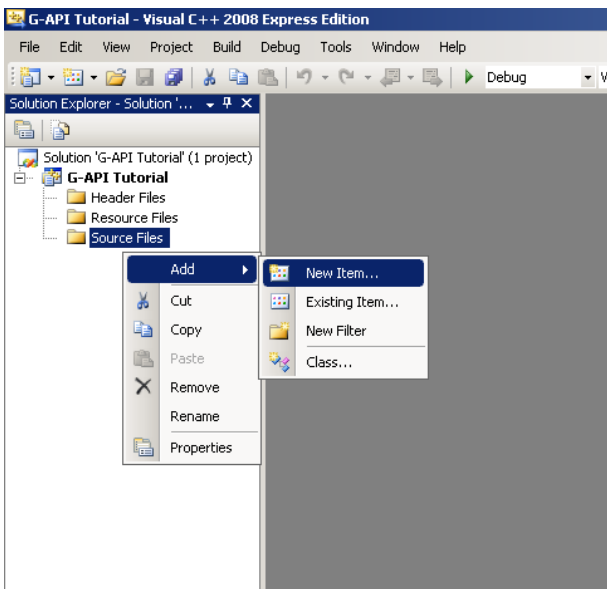 G-API Tutorial - Visual C++ 2008 Express Edition
File Edit View Project Build Debug Tools Window Help
Debug
Solution Explorer - Solution '...
Solution 'G-API Tutorial' (1 project)
G-API Tutorial
Header Files
Resource Files
Source Files
Add
Cut
Copy
Paste
Remove
Rename
Properties
New Item...
Existing Item...
New Filter
Class...